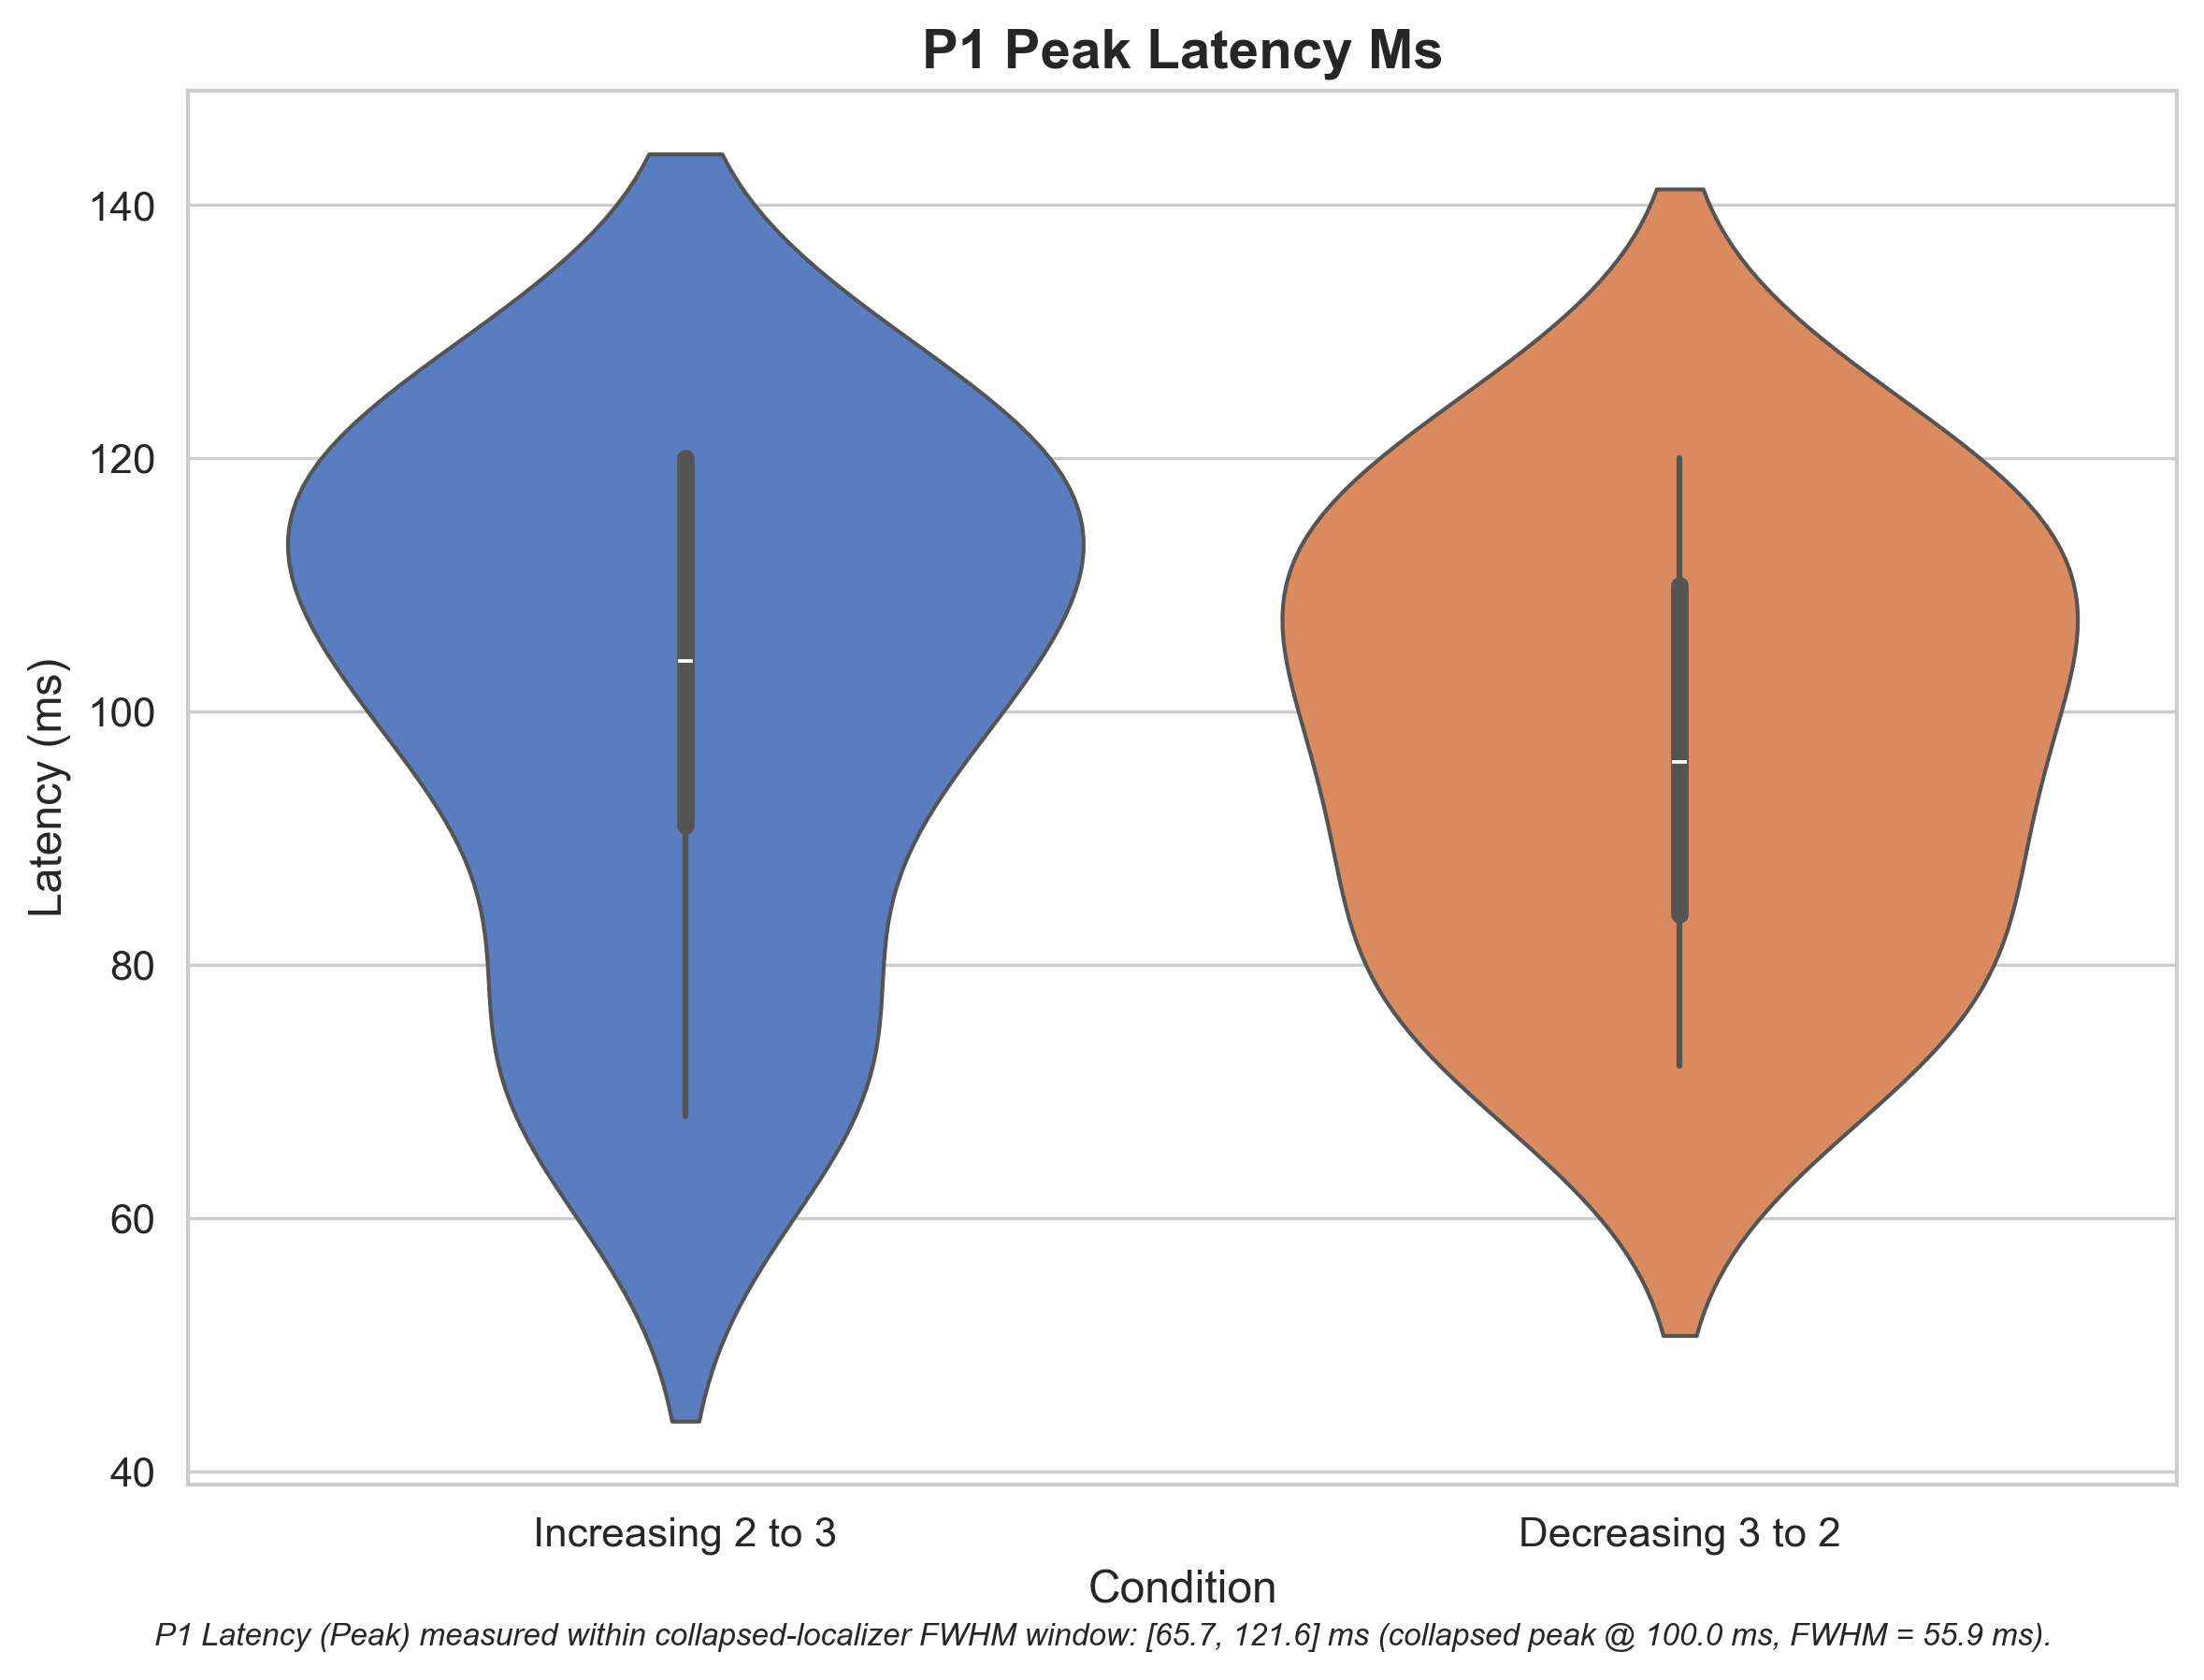 P1 Peak Latency Ms
Latency (ms)
140
120
100
80
60
40
Increasing 2 to 3
Decreasing 3 to 2
Condition
P1 Latency (Peak) measured within collapsed-localizer FWHM window: [65.7, 121.6] ms (collapsed peak @ 100.0 ms, FWHM = 55.9 ms).